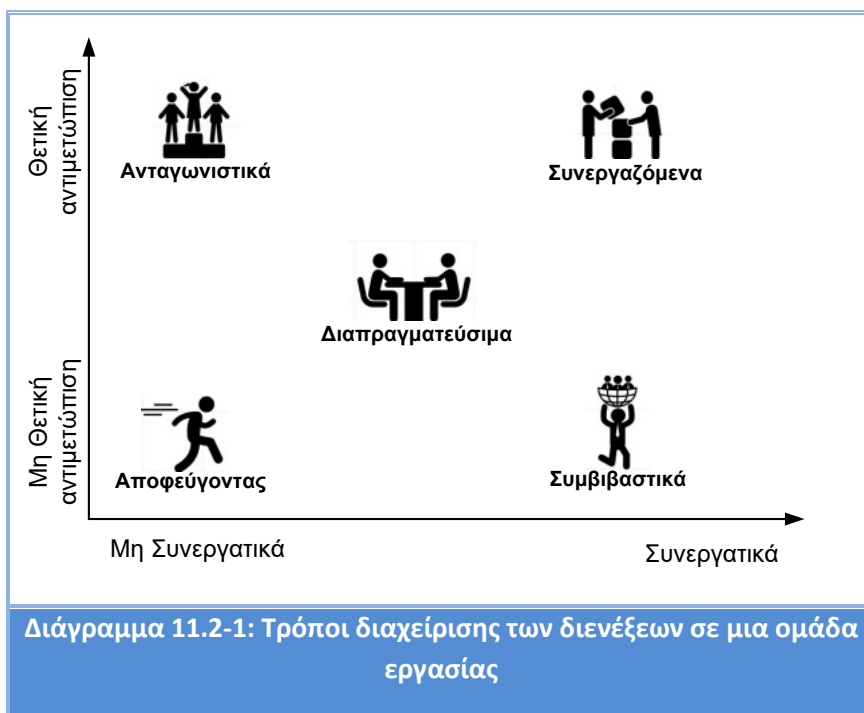 Θετική
αντιμετώπιση
Ανταγωνιστικά
Συνεργαζόμενα
Διαπραγματεύσιμα
Μη Θετική
αντιμετώπιση
Αποφεύγοντας
Συμβιβαστικά
Μη Συνεργατικά
Συνεργατικά
Διάγραμμα 11.2-1: Τρόποι διαχείρισης των διενέξεων σε μια ομάδα
εργασίας